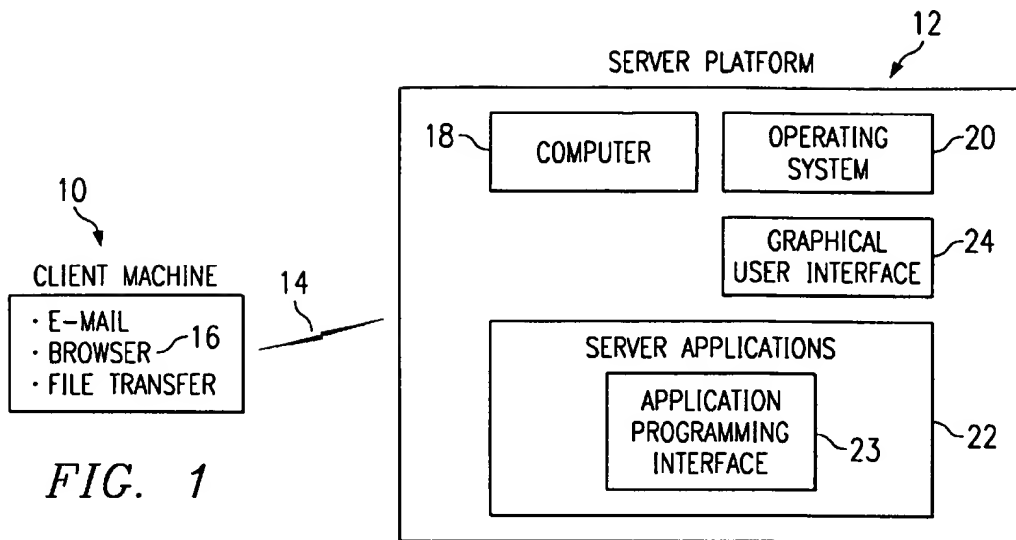 12
SERVER PLATFORM
18
COMPUTER
OPERATING
SYSTEM
20
GRAPHICAL
USER INTERFACE
24
10
CLIENT MACHINE
· E-MAIL
· BROWSER
16
· FILE TRANSFER
14
SERVER APPLICATIONS
APPLICATION
PROGRAMMING
INTERFACE
23
22
FIG. 1